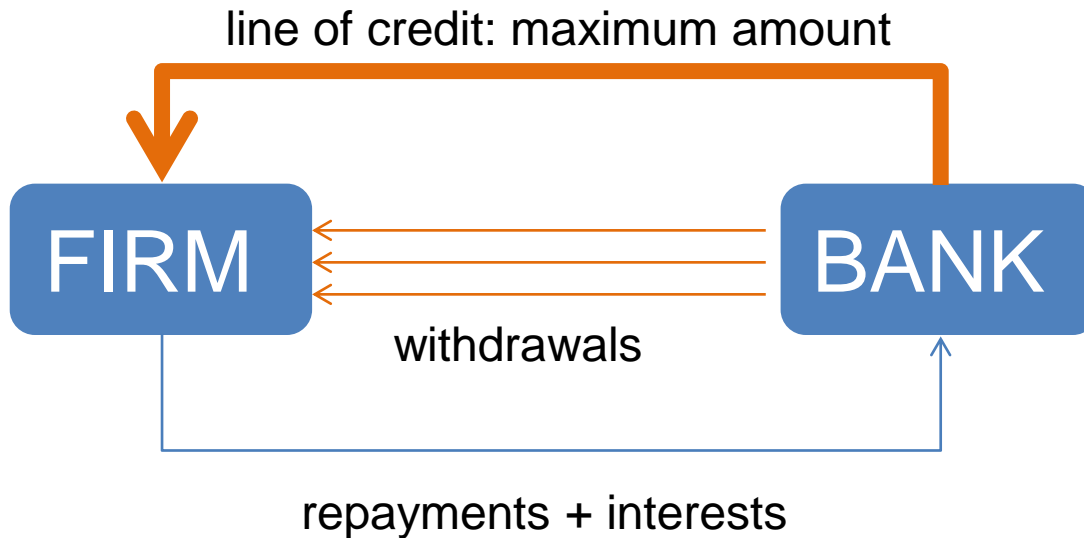 line of credit: maximum amount
FIRM
BANK
withdrawals
repayments + interests